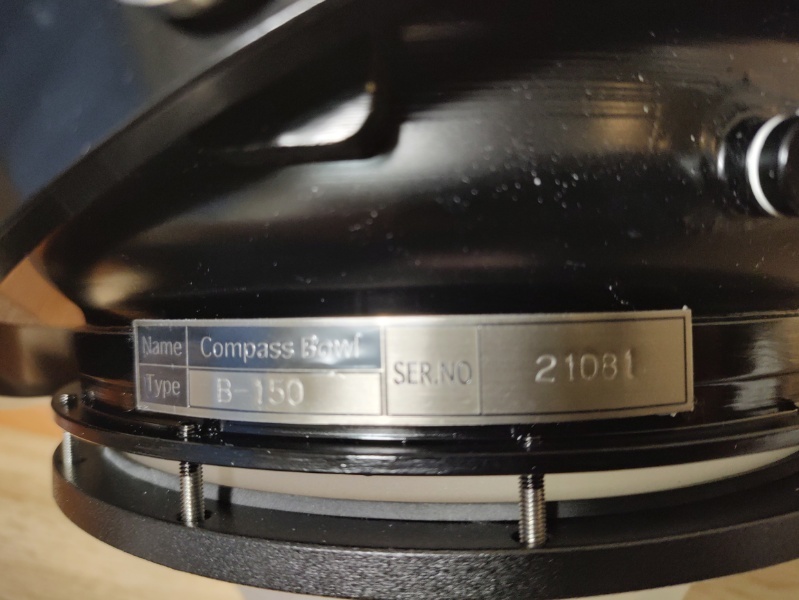 Name Compass Bowl
Type B-150
SER.NO 21081